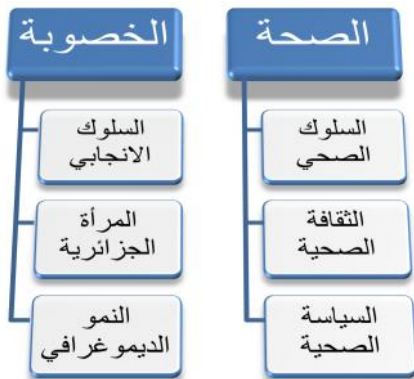 الصحة
السلوك
الصحي
الثقافة
الصحية
السياسة
الصحية
الخصوبة
السلوك
الانجابي
المرأة
الجزائرية
النمو
الديموغرافي